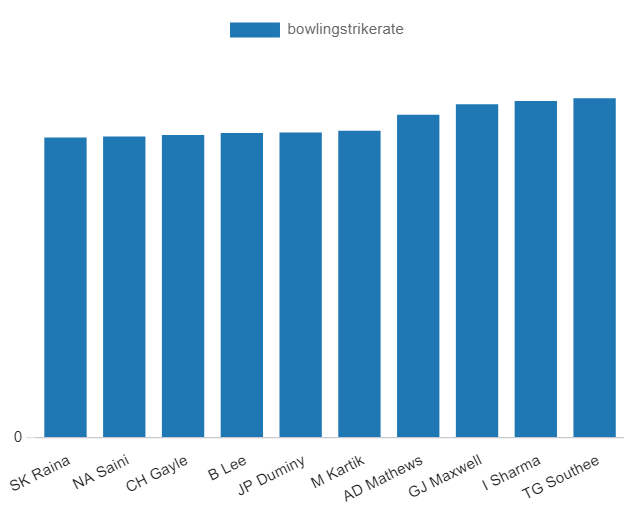 bowlingstrikerate
0
SK Raina
NA Saini
CH Gayle
B Lee
JP Duminy
M Kartik
AD Mathews
GJ Maxwell
I Sharma
TG Southee